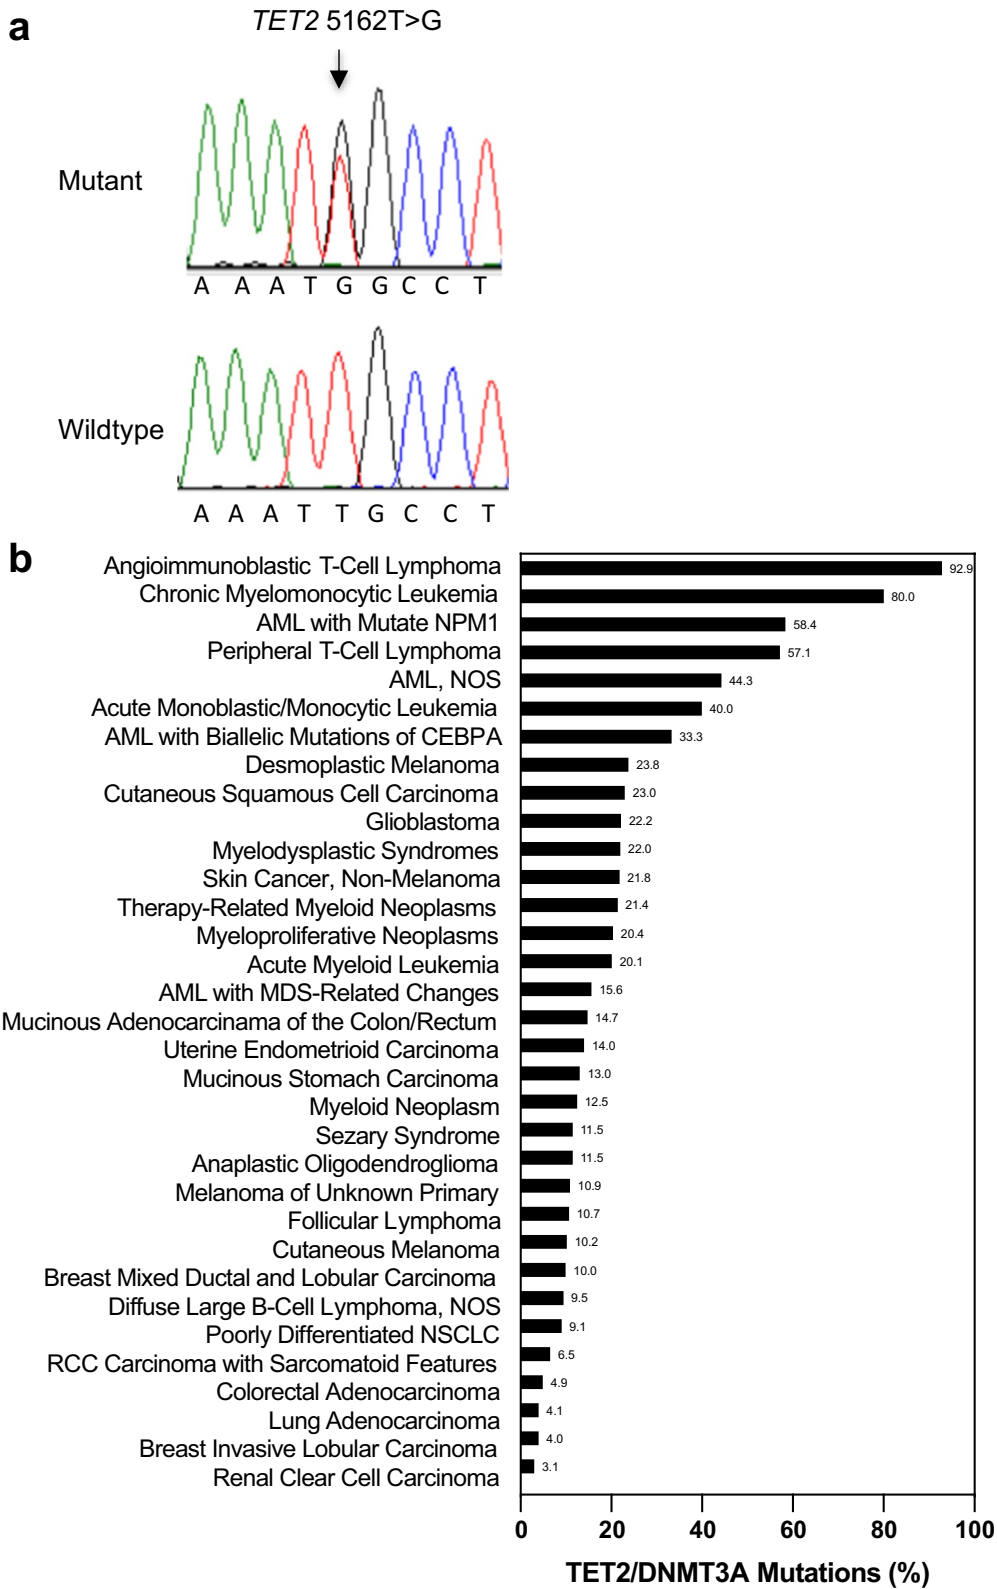 a
TET2 5162T>G
Mutant
A A A T G G C C T
Wildtype
A A A T T G C C T
b
Angioimmunoblastic T-Cell Lymphoma 92.9
Chronic Myelomonocytic Leukemia 80.0
AML with Mutate NPM1 58.4
Peripheral T-Cell Lymphoma 57.1
AML, NOS 44.3
Acute Monoblastic/Monocytic Leukemia 40.0
AML with Biallelic Mutations of CEBPA 33.3
Desmoplastic Melanoma 23.8
Cutaneous Squamous Cell Carcinoma 23.0
Glioblastoma 22.2
Myelodysplastic Syndromes 22.0
Skin Cancer, Non-Melanoma 21.8
Therapy-Related Myeloid Neoplasms 21.4
Myeloproliferative Neoplasms 20.4
Acute Myeloid Leukemia 20.1
AML with MDS-Related Changes 15.6
Mucinous Adenocarcinama of the Colon/Rectum 14.7
Uterine Endometrioid Carcinoma 14.0
Mucinous Stomach Carcinoma 13.0
Myeloid Neoplasm 12.5
Sezary Syndrome 11.5
Anaplastic Oligodendroglioma 11.5
Melanoma of Unknown Primary 10.9
Follicular Lymphoma 10.7
Cutaneous Melanoma 10.2
Breast Mixed Ductal and Lobular Carcinoma 10.0
Diffuse Large B-Cell Lymphoma, NOS 9.5
Poorly Differentiated NSCLC 9.1
RCC Carcinoma with Sarcomatoid Features 6.5
Colorectal Adenocarcinoma 4.9
Lung Adenocarcinoma 4.1
Breast Invasive Lobular Carcinoma 4.0
Renal Clear Cell Carcinoma 3.1
0 20 40 60 80 100
TET2/DNMT3A Mutations (%)